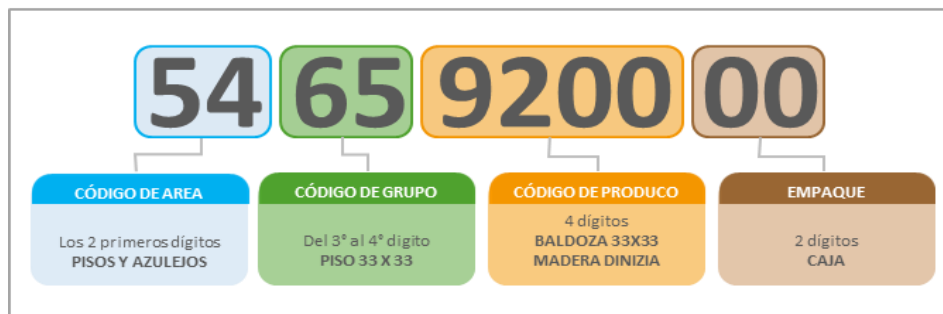 54 65 9200 00
CÓDIGO DE AREA
Los 2 primeros dígitos
PISOS Y AZULEJOS
CÓDIGO DE GRUPO
Del 3° al 4° digito
PISO 33 X 33
CÓDIGO DE PRODUCO
4 dígitos
BALDOZA 33X33
MADERA DINIZIA
EMPAQUE
2 dígitos
CAJA